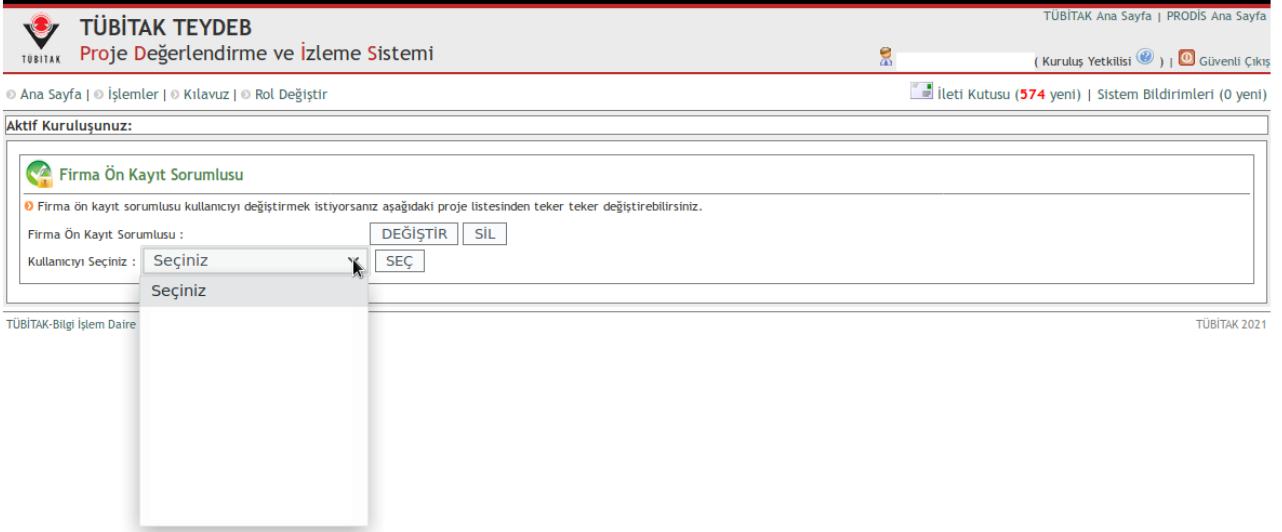 TÜBİTAK Ana Sayfa | PRODİS Ana Sayfa
TÜBİTAK
TÜBİTAK TEYDEB
Proje Değerlendirme ve İzleme Sistemi
( Kuruluş Yetkilisi ? ) | Güvenli Çıkış
Ana Sayfa | İşlemler | Kılavuz | Rol Değiştir
İleti Kutusu (574 yeni) | Sistem Bildirimleri (0 yeni)
Aktif Kuruluşunuz:
Firma Ön Kayıt Sorumlusu
Firma ön kayıt sorumlusu kullanıcıyı değiştirmek istiyorsanız aşağıdaki proje listesinden teker teker değiştirebilirsiniz.
Firma Ön Kayıt Sorumlusu : DEĞİŞTİR SİL
Kullanıcıyı Seçiniz : Seçiniz SEÇ
Seçiniz
TÜBİTAK-Bilgi İşlem Daire
TÜBİTAK 2021